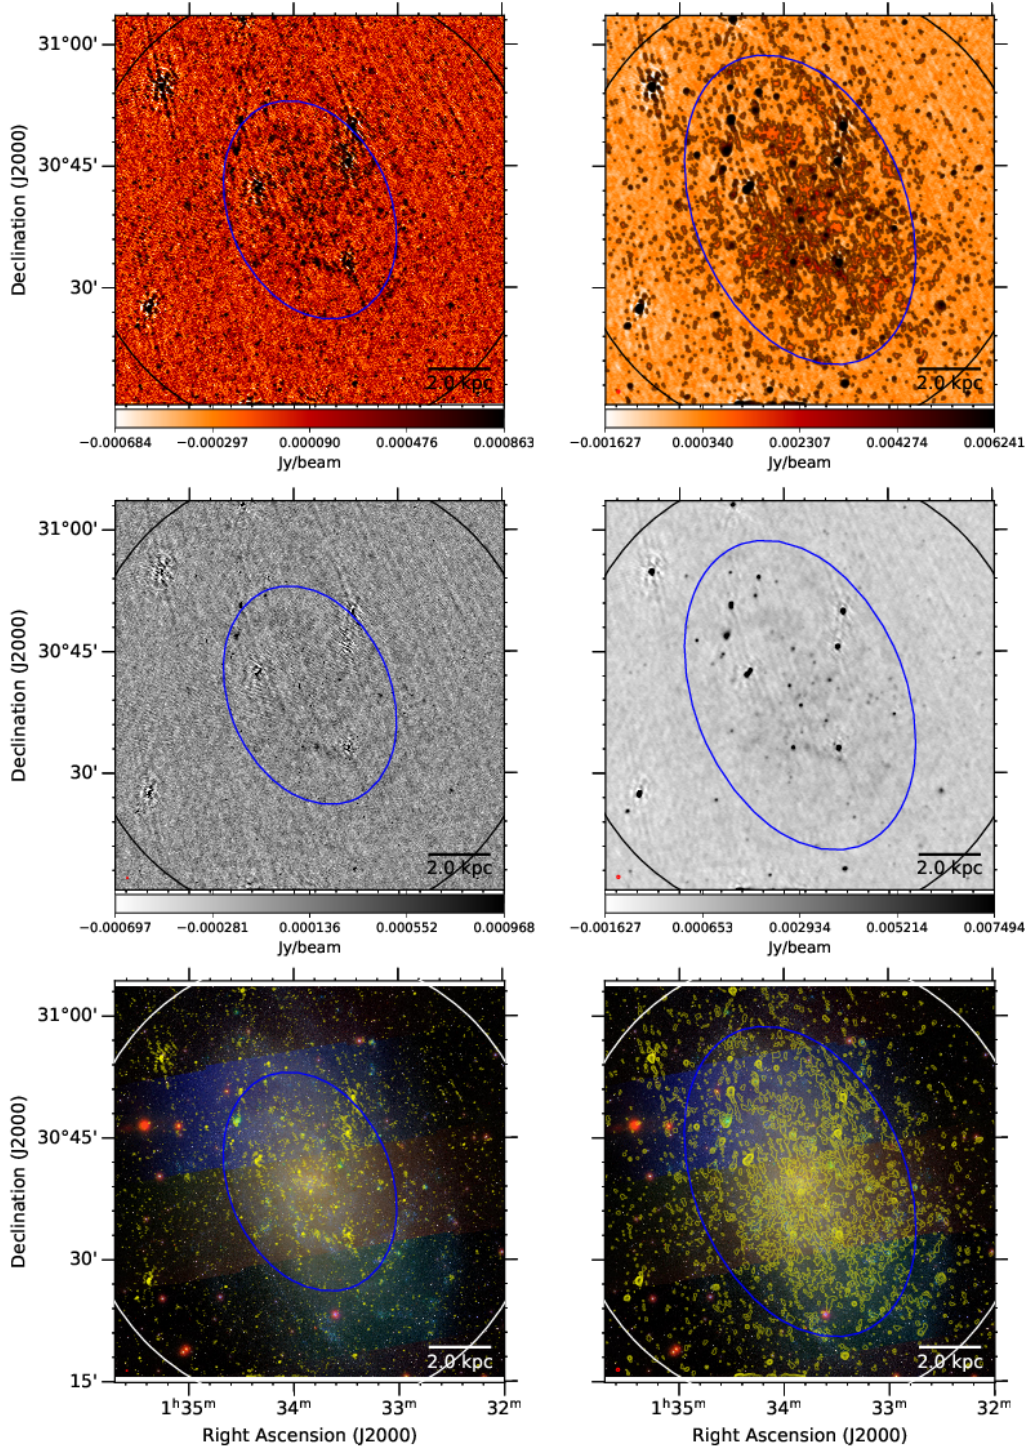 31°00'
30°45'
30'
Declination (J2000)
2.0 kpc
2.0 kpc
−0.000684 −0.000297 0.000090 0.000476 0.000863
Jy/beam
−0.001627 0.000340 0.002307 0.004274 0.006241
Jy/beam
31°00'
30°45'
30'
Declination (J2000)
2.0 kpc
2.0 kpc
−0.000697 −0.000281 0.000136 0.000552 0.000968
Jy/beam
−0.001627 0.000653 0.002934 0.005214 0.007494
Jy/beam
31°00'
30°45'
30'
15'
Declination (J2000)
2.0 kpc
2.0 kpc
1ʰ35ᵐ 34ᵐ 33ᵐ 32ᵐ
Right Ascension (J2000)
1ʰ35ᵐ 34ᵐ 33ᵐ 32ᵐ
Right Ascension (J2000)